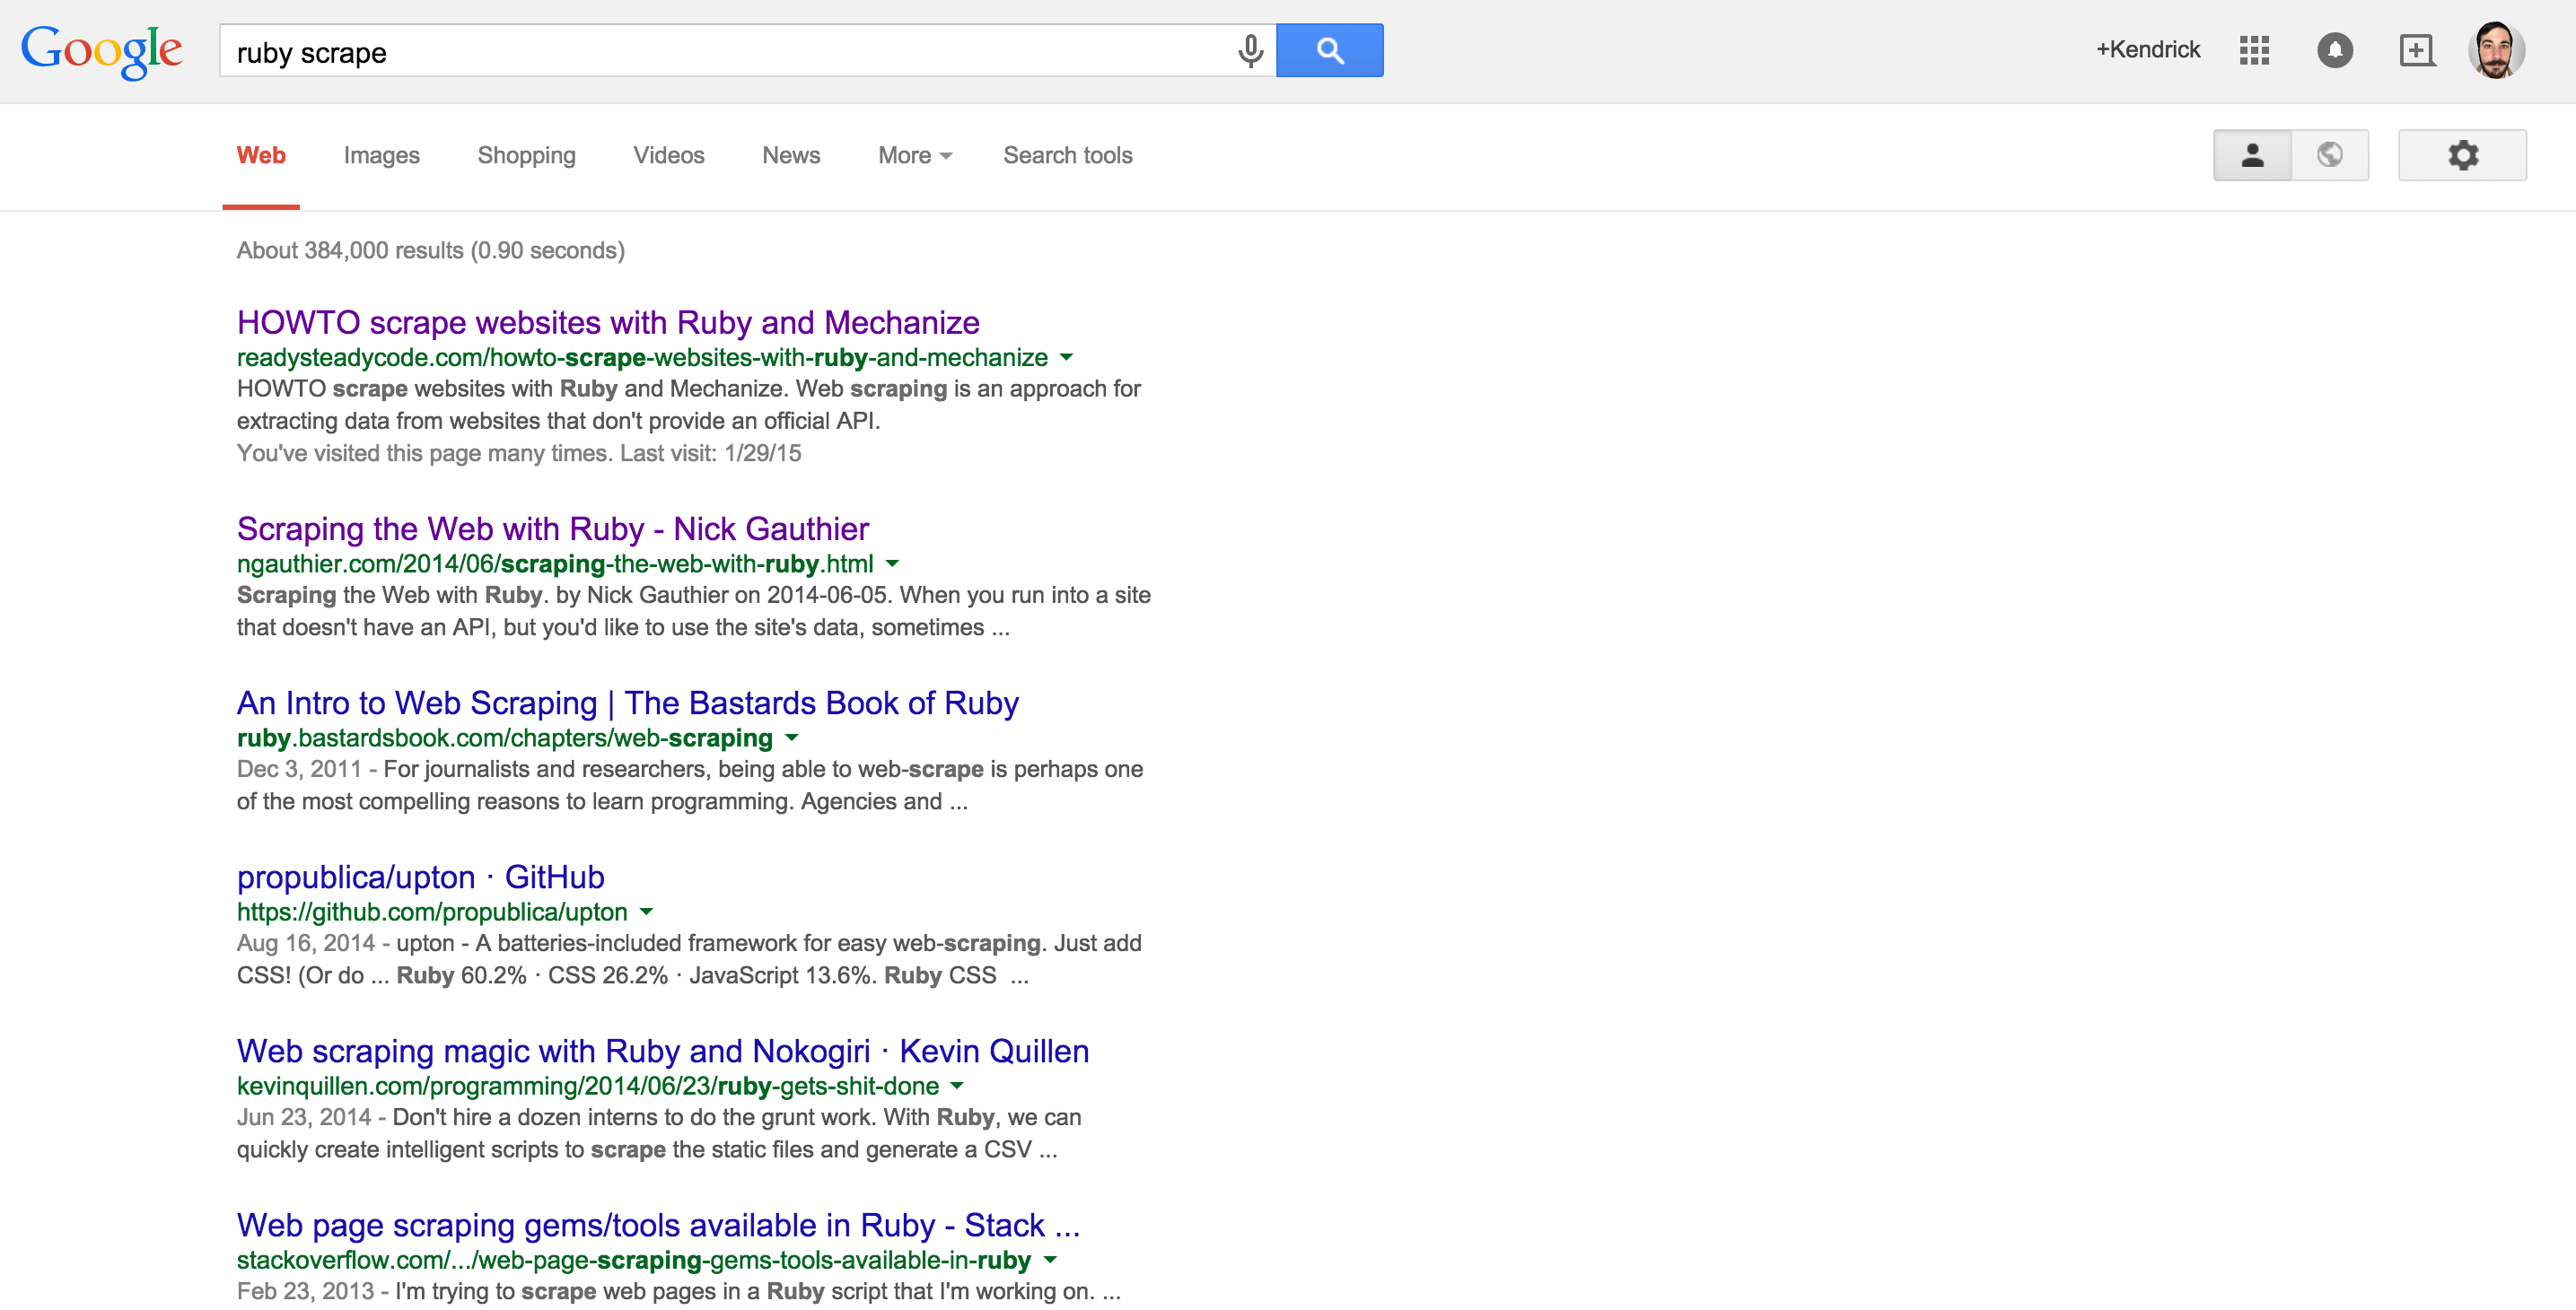 Google
ruby scrape
+Kendrick
Web Images Shopping Videos News More Search tools
About 384,000 results (0.90 seconds)
HOWTO scrape websites with Ruby and Mechanize
readysteadycode.com/howto-scrape-websites-with-ruby-and-mechanize
HOWTO scrape websites with Ruby and Mechanize. Web scraping is an approach for
extracting data from websites that don't provide an official API.
You've visited this page many times. Last visit: 1/29/15
Scraping the Web with Ruby - Nick Gauthier
ngauthier.com/2014/06/scraping-the-web-with-ruby.html
Scraping the Web with Ruby. by Nick Gauthier on 2014-06-05. When you run into a site
that doesn't have an API, but you'd like to use the site's data, sometimes ...
An Intro to Web Scraping | The Bastards Book of Ruby
ruby.bastardsbook.com/chapters/web-scraping
Dec 3, 2011 - For journalists and researchers, being able to web-scrape is perhaps one
of the most compelling reasons to learn programming. Agencies and ...
propublica/upton · GitHub
https://github.com/propublica/upton
Aug 16, 2014 - upton - A batteries-included framework for easy web-scraping. Just add
CSS! (Or do ... Ruby 60.2% · CSS 26.2% · JavaScript 13.6%. Ruby CSS ...
Web scraping magic with Ruby and Nokogiri · Kevin Quillen
kevinquillen.com/programming/2014/06/23/ruby-gets-shit-done
Jun 23, 2014 - Don't hire a dozen interns to do the grunt work. With Ruby, we can
quickly create intelligent scripts to scrape the static files and generate a CSV ...
Web page scraping gems/tools available in Ruby - Stack ...
stackoverflow.com/.../web-page-scraping-gems-tools-available-in-ruby
Feb 23, 2013 - I'm trying to scrape web pages in a Ruby script that I'm working on. ...